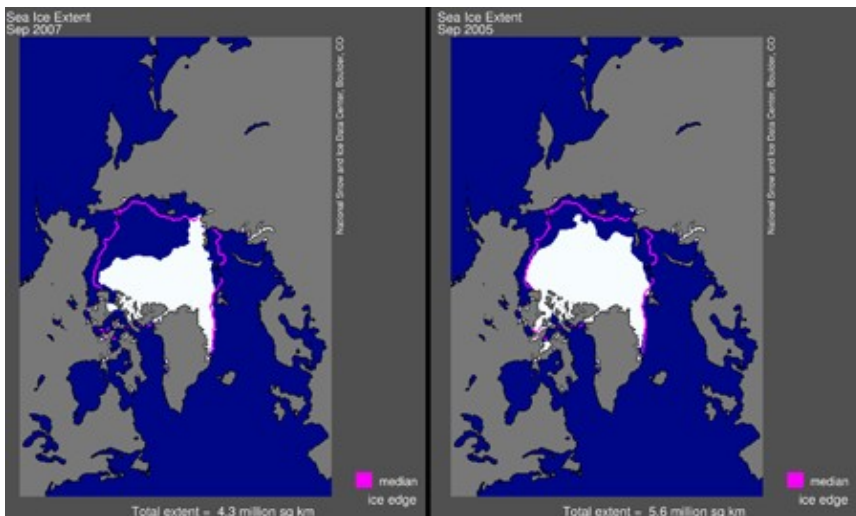 Sea Ice Extent
Sep 2007
National Snow and Ice Data Center, Boulder, CO
median
ice edge
Total extent = 4.3 million sq km
Sea Ice Extent
Sep 2005
National Snow and Ice Data Center, Boulder, CO
median
ice edge
Total extent = 5.6 million sq km